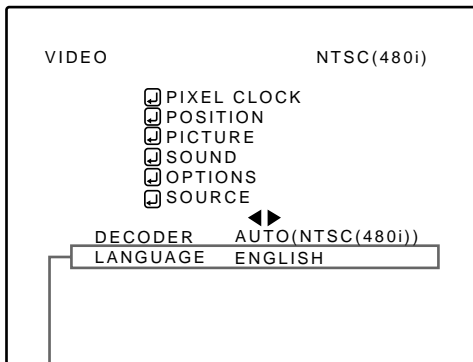 VIDEO NTSC(480i)
PIXEL CLOCK
POSITION
PICTURE
SOUND
OPTIONS
SOURCE
DECODER AUTO(NTSC(480i))
LANGUAGE ENGLISH